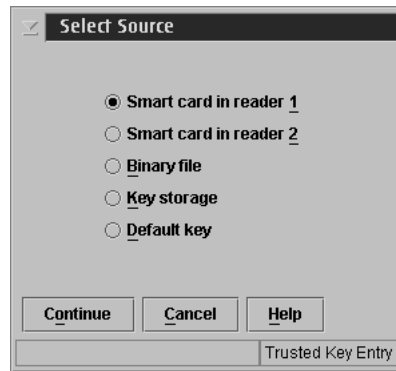 Select Source
Smart card in reader 1
Smart card in reader 2
Binary file
Key storage
Default key
Continue Cancel Help
Trusted Key Entry